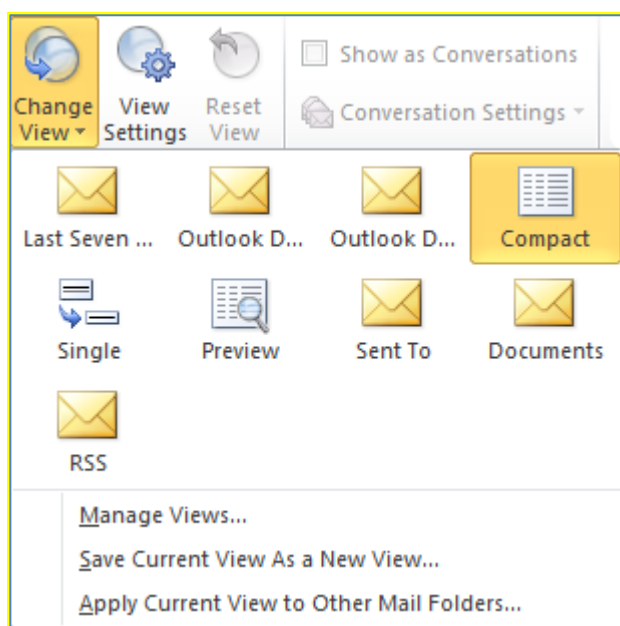 Change View
View Settings
Reset View
Show as Conversations
Conversation Settings
Last Seven ...
Outlook D...
Outlook D...
Compact
Single
Preview
Sent To
Documents
RSS
Manage Views...
Save Current View As a New View...
Apply Current View to Other Mail Folders...